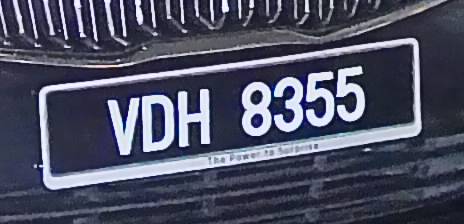 VDH 8355
The Power to Surprise